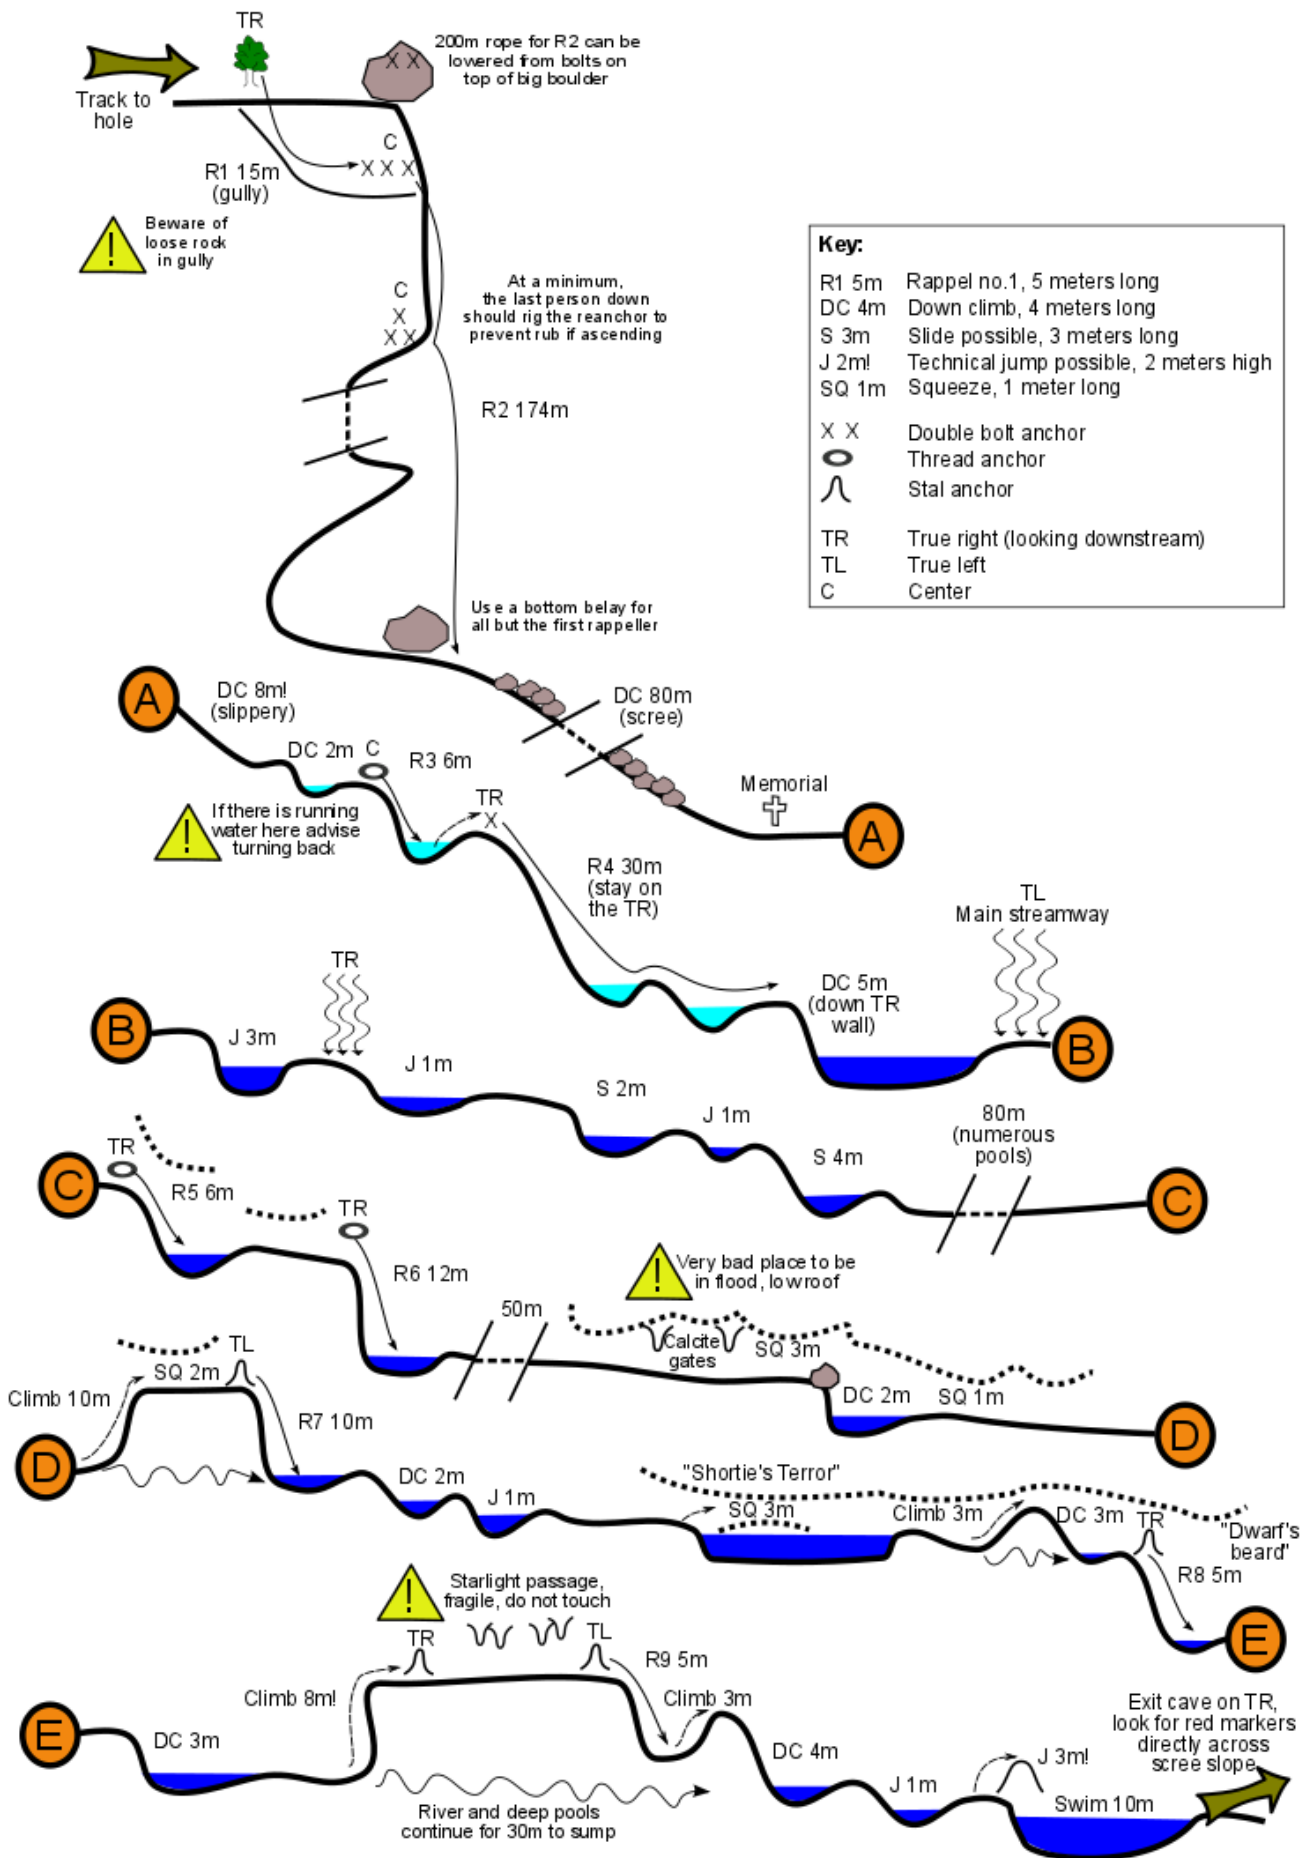 TR
200m rope for R2 can be
lowered from bolts on
top of big boulder
X X
Track to
hole
C
X X X
R1 15m
(gully)
!
Beware of
loose rock
in gully
C
X
X X
At a minimum,
the last person down
should rig the reanchor to
prevent rub if ascending
R2 174m
Key:
R1 5m Rappel no.1, 5 meters long
DC 4m Down climb, 4 meters long
S 3m Slide possible, 3 meters long
J 2m! Technical jump possible, 2 meters high
SQ 1m Squeeze, 1 meter long
X X Double bolt anchor
Thread anchor
Stal anchor
TR True right (looking downstream)
TL True left
C Center
Use a bottom belay for
all but the first rappeller
DC 80m
(scree)
Memorial
A
A
DC 8m!
(slippery)
DC 2m
C
R3 6m
!
If there is running
water here advise
turning back
TR
X
R4 30m
(stay on
the TR)
DC 5m
(down TR
wall)
TL
Main streamway
B
B
J 3m
TR
J 1m
S 2m
J 1m
S 4m
80m
(numerous
pools)
C
C
TR
R5 6m
TR
R6 12m
50m
!
Very bad place to be
in flood, low roof
Calcite
gates
SQ 3m
DC 2m
SQ 1m
D
D
Climb 10m
SQ 2m
TL
R7 10m
DC 2m
J 1m
"Shortie's Terror"
SQ 3m
Climb 3m
DC 3m
TR
"Dwarf's
beard"
R8 5m
E
E
DC 3m
Climb 8m!
!
Starlight passage,
fragile, do not touch
TR
TL
R9 5m
Climb 3m
River and deep pools
continue for 30m to sump
DC 4m
J 1m
J 3m!
Swim 10m
Exit cave on TR,
look for red markers
directly across
scree slope